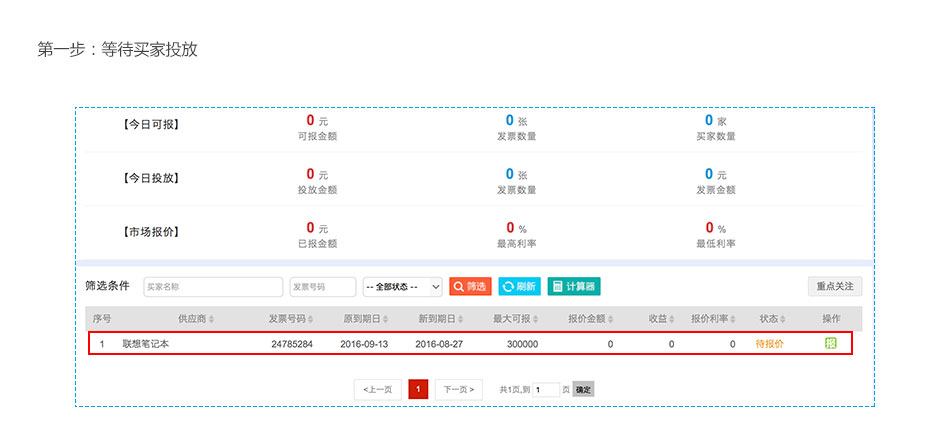 第一步：等待买家投放
【今日可报】 0 元 0 张 0 家
可报金额 发票数量 买家数量
【今日投放】 0 元 0 张 0 元
投放金额 发票数量 发票金额
【市场报价】 0 元 0 % 0 %
已报金额 最高利率 最低利率
筛选条件 买家名称 发票号码 -- 全部状态 -- 筛选 刷新 计算器 重点关注
序号 供应商 发票号码 原到期日 新到期日 最大可报 报价金额 收益 报价利率 状态 操作
1 联想笔记本 24785284 2016-09-13 2016-08-27 300000 0 0 0 待报价 报
<上一页 1 下一页 > 共1页,到 1 页 确定